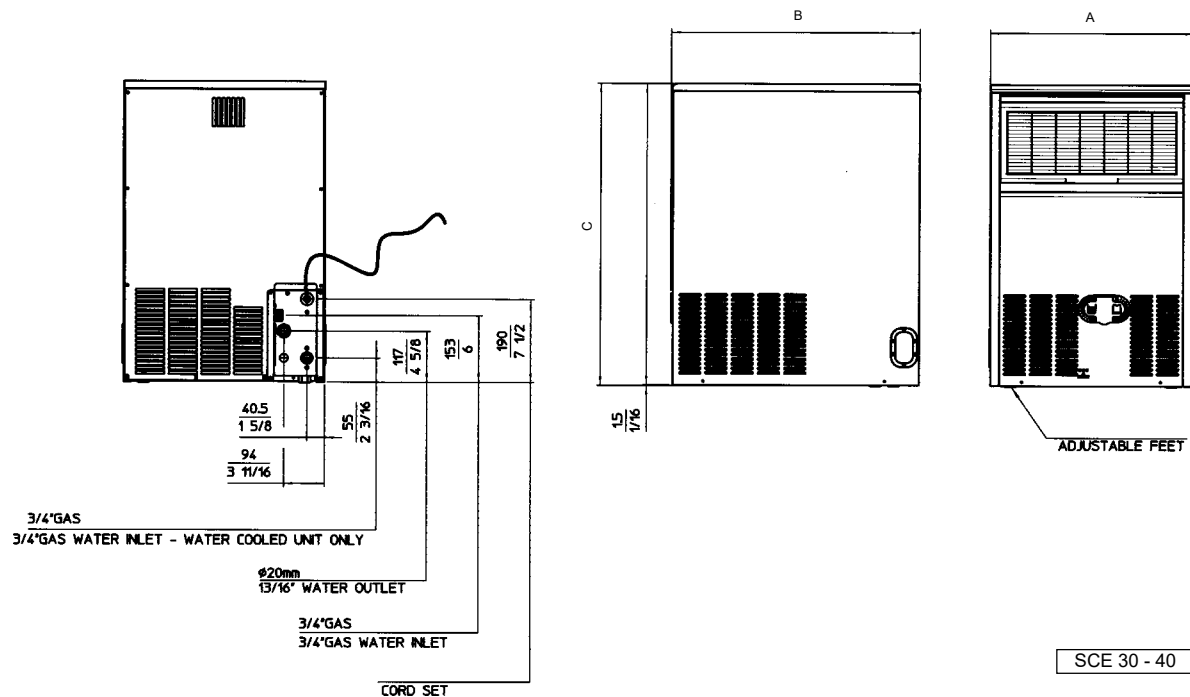 B
A
C
117
4 5/8
153
6
190
7 1/2
40.5
1 5/8
55
2 3/16
94
3 11/16
1.5
1/16
ADJUSTABLE FEET
3/4"GAS
3/4"GAS WATER INLET - WATER COOLED UNIT ONLY
ø20mm
13/16" WATER OUTLET
3/4"GAS
3/4"GAS WATER INLET
CORD SET
SCE 30 - 40